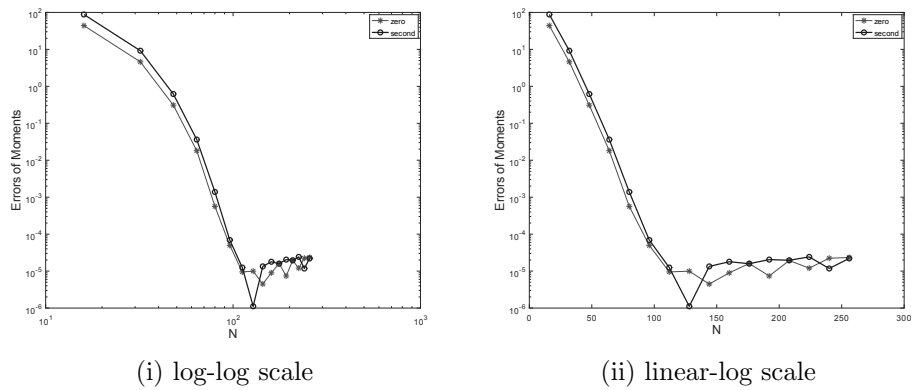 10^2
10^1
10^0
10^-1
10^-2
10^-3
10^-4
10^-5
10^-6
Errors of Moments
10^1
10^2
10^3
N
zero
second
(i) log-log scale
10^2
10^1
10^0
10^-1
10^-2
10^-3
10^-4
10^-5
10^-6
Errors of Moments
0
50
100
150
200
250
300
N
zero
second
(ii) linear-log scale